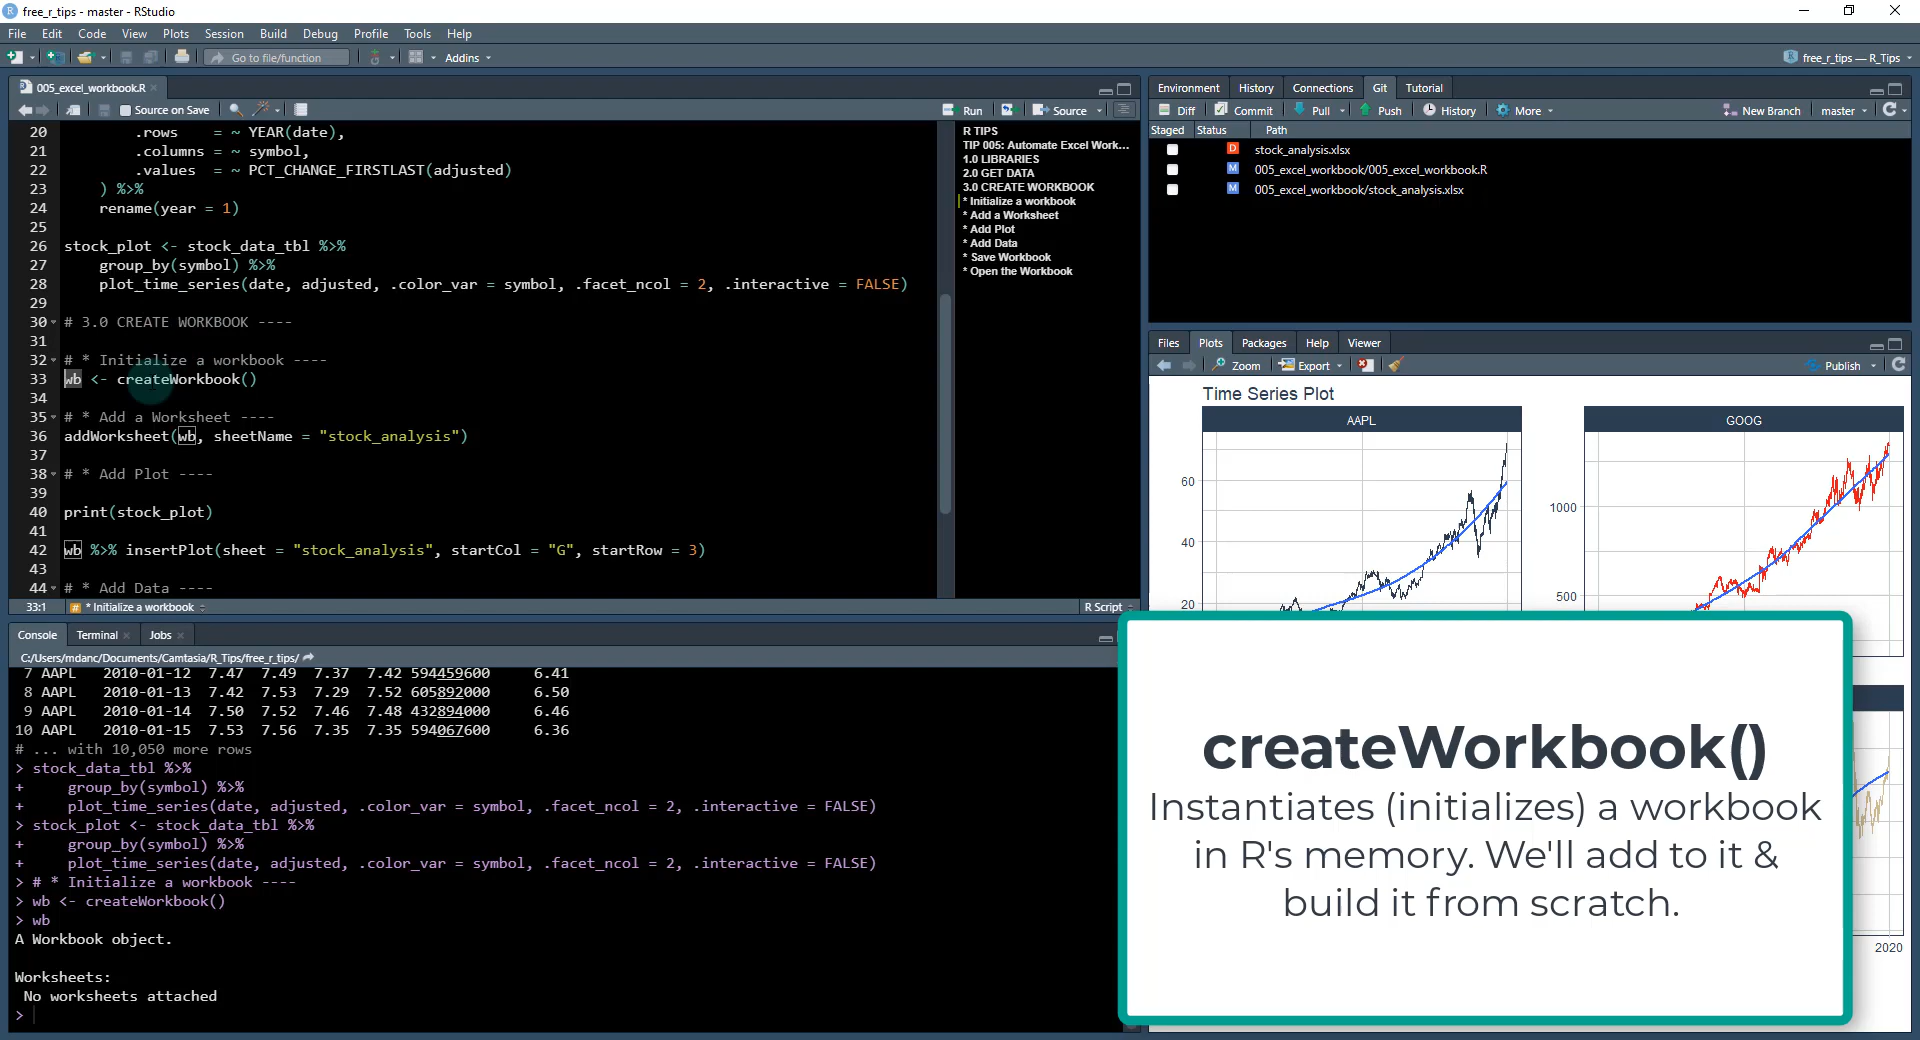 free_r_tips - master - RStudio
File Edit Code View Plots Session Build Debug Profile Tools Help
Go to file/function Addins free_r_tips — R_Tips
005_excel_workbook.R
Source on Save Run Source
20 .rows = ~ YEAR(date),
21 .columns = ~ symbol,
22 .values = ~ PCT_CHANGE_FIRSTLAST(adjusted)
23 ) %>%
24 rename(year = 1)
25
26 stock_plot <- stock_data_tbl %>%
27 group_by(symbol) %>%
28 plot_time_series(date, adjusted, .color_var = symbol, .facet_ncol = 2, .interactive = FALSE)
29
30 # 3.0 CREATE WORKBOOK ----
31
32 # * Initialize a workbook ----
33 wb <- createWorkbook()
34
35 # * Add a Worksheet ----
36 addWorksheet(wb, sheetName = "stock_analysis")
37
38 # * Add Plot ----
39
40 print(stock_plot)
41
42 wb %>% insertPlot(sheet = "stock_analysis", startCol = "G", startRow = 3)
43
44 # * Add Data ----
33:1 # * Initialize a workbook R Script
R TIPS
TIP 005: Automate Excel Work...
1.0 LIBRARIES
2.0 GET DATA
3.0 CREATE WORKBOOK
* Initialize a workbook
* Add a Worksheet
* Add Plot
* Add Data
* Save Workbook
* Open the Workbook
Console Terminal Jobs
C:/Users/mdanc/Documents/Camtasia/R_Tips/free_r_tips/
7 AAPL 2010-01-12 7.47 7.49 7.37 7.42 594459600 6.41
8 AAPL 2010-01-13 7.42 7.53 7.29 7.52 605892000 6.50
9 AAPL 2010-01-14 7.50 7.52 7.46 7.48 432894000 6.46
10 AAPL 2010-01-15 7.53 7.56 7.35 7.35 594067600 6.36
# ... with 10,050 more rows
> stock_data_tbl %>%
+ group_by(symbol) %>%
+ plot_time_series(date, adjusted, .color_var = symbol, .facet_ncol = 2, .interactive = FALSE)
> stock_plot <- stock_data_tbl %>%
+ group_by(symbol) %>%
+ plot_time_series(date, adjusted, .color_var = symbol, .facet_ncol = 2, .interactive = FALSE)
> # * Initialize a workbook ----
> wb <- createWorkbook()
> wb
A Workbook object.
Worksheets:
No worksheets attached
>
Environment History Connections Git Tutorial
Diff Commit Pull Push History More New Branch master
Staged Status Path
D stock_analysis.xlsx
M 005_excel_workbook/005_excel_workbook.R
M 005_excel_workbook/stock_analysis.xlsx
Files Plots Packages Help Viewer
Zoom Export Publish
Time Series Plot
AAPL GOOG
60
40
20
1000
500
2020
createWorkbook()
Instantiates (initializes) a workbook
in R's memory. We'll add to it &
build it from scratch.